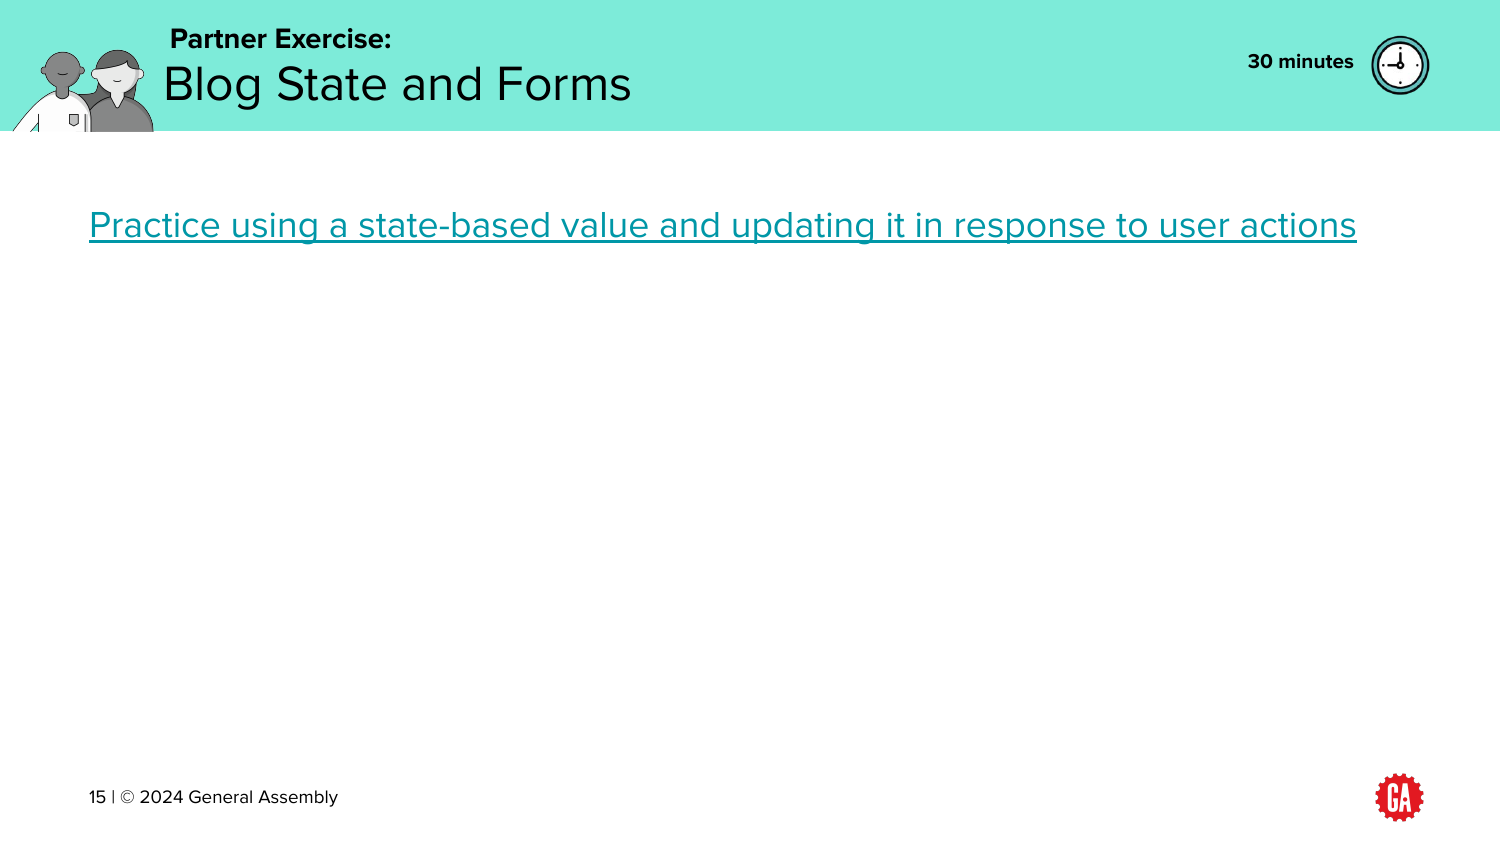 Partner Exercise:
Blog State and Forms
30 minutes
Practice using a state-based value and updating it in response to user actions
15 | © 2024 General Assembly
GA